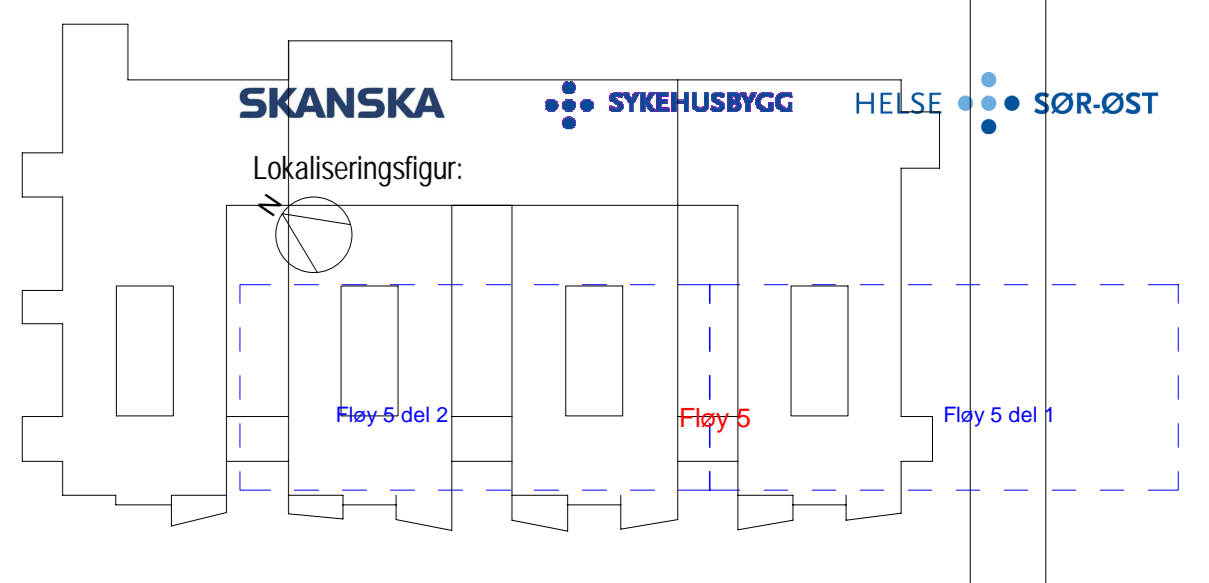 SKANSKA
SYKEHUSBYGG
HELSE SØR-ØST
Lokaliseringsfigur:
N
Fløy 5 del 2
Fløy 5
Fløy 5 del 1